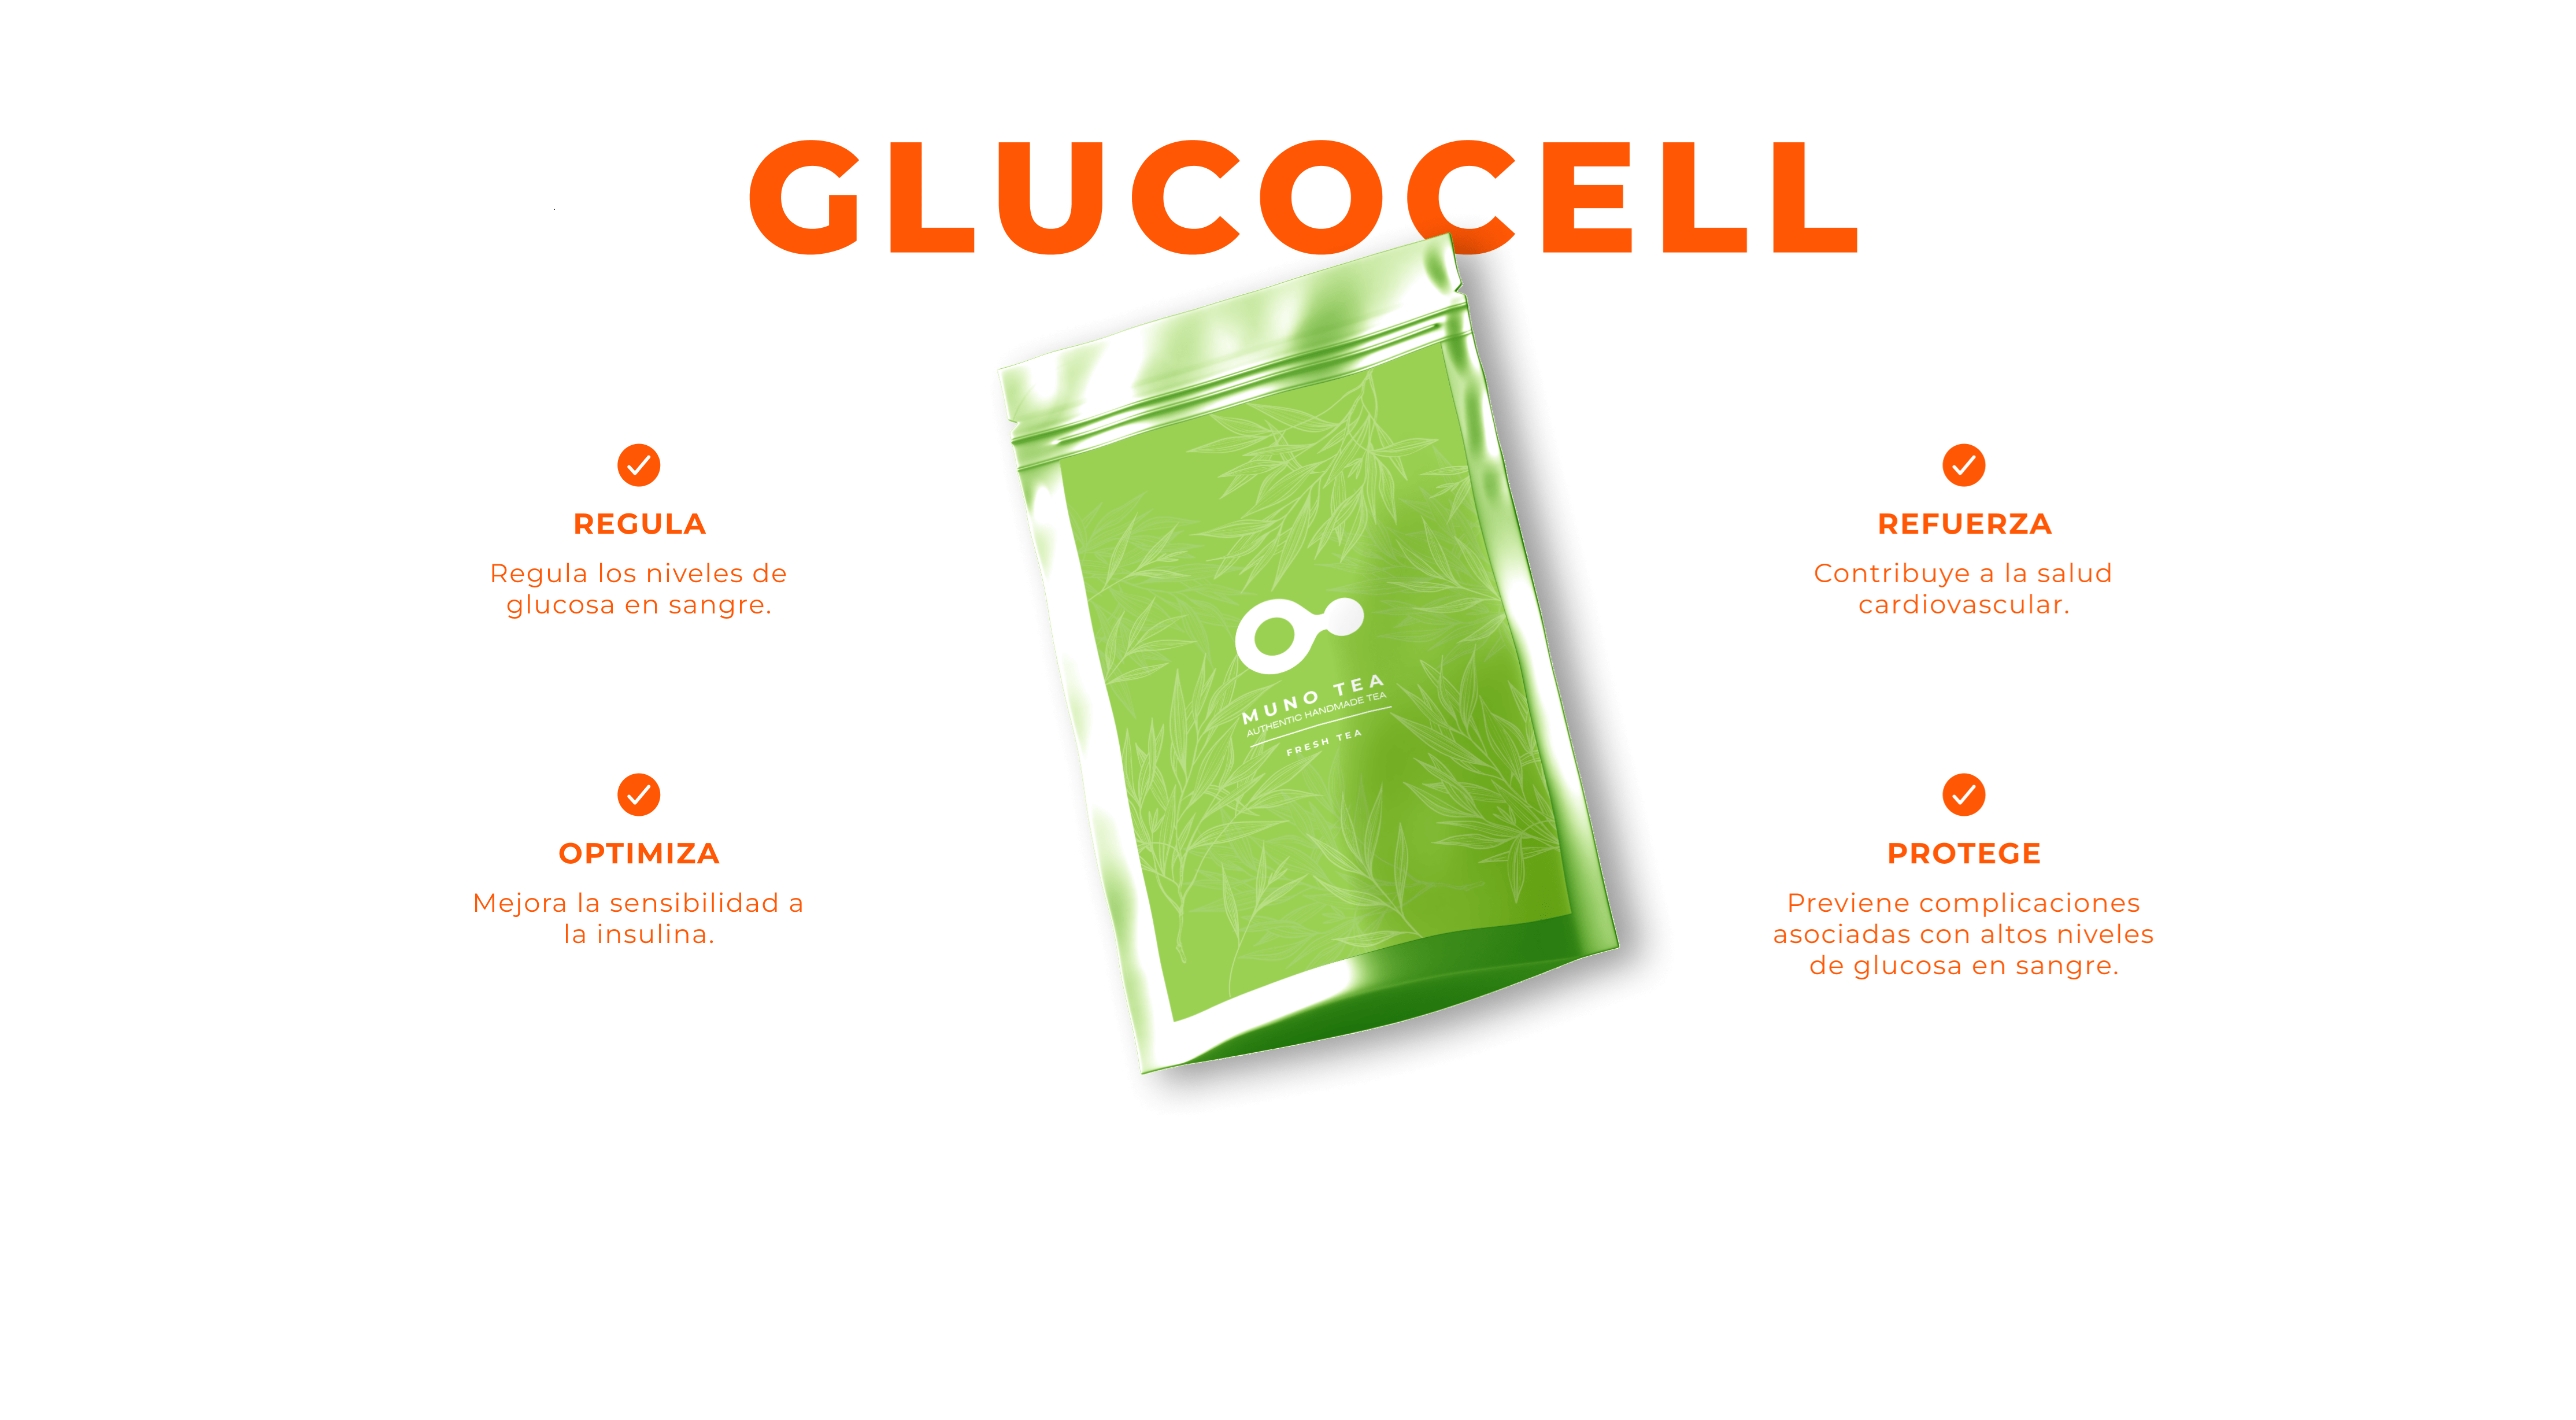 GLUCOCELL
REGULA
Regula los niveles de
glucosa en sangre.
OPTIMIZA
Mejora la sensibilidad a
la insulina.
MUNO TEA
AUTHENTIC HANDMADE TEA
FRESH TEA
REFUERZA
Contribuye a la salud
cardiovascular.
PROTEGE
Previene complicaciones
asociadas con altos niveles
de glucosa en sangre.